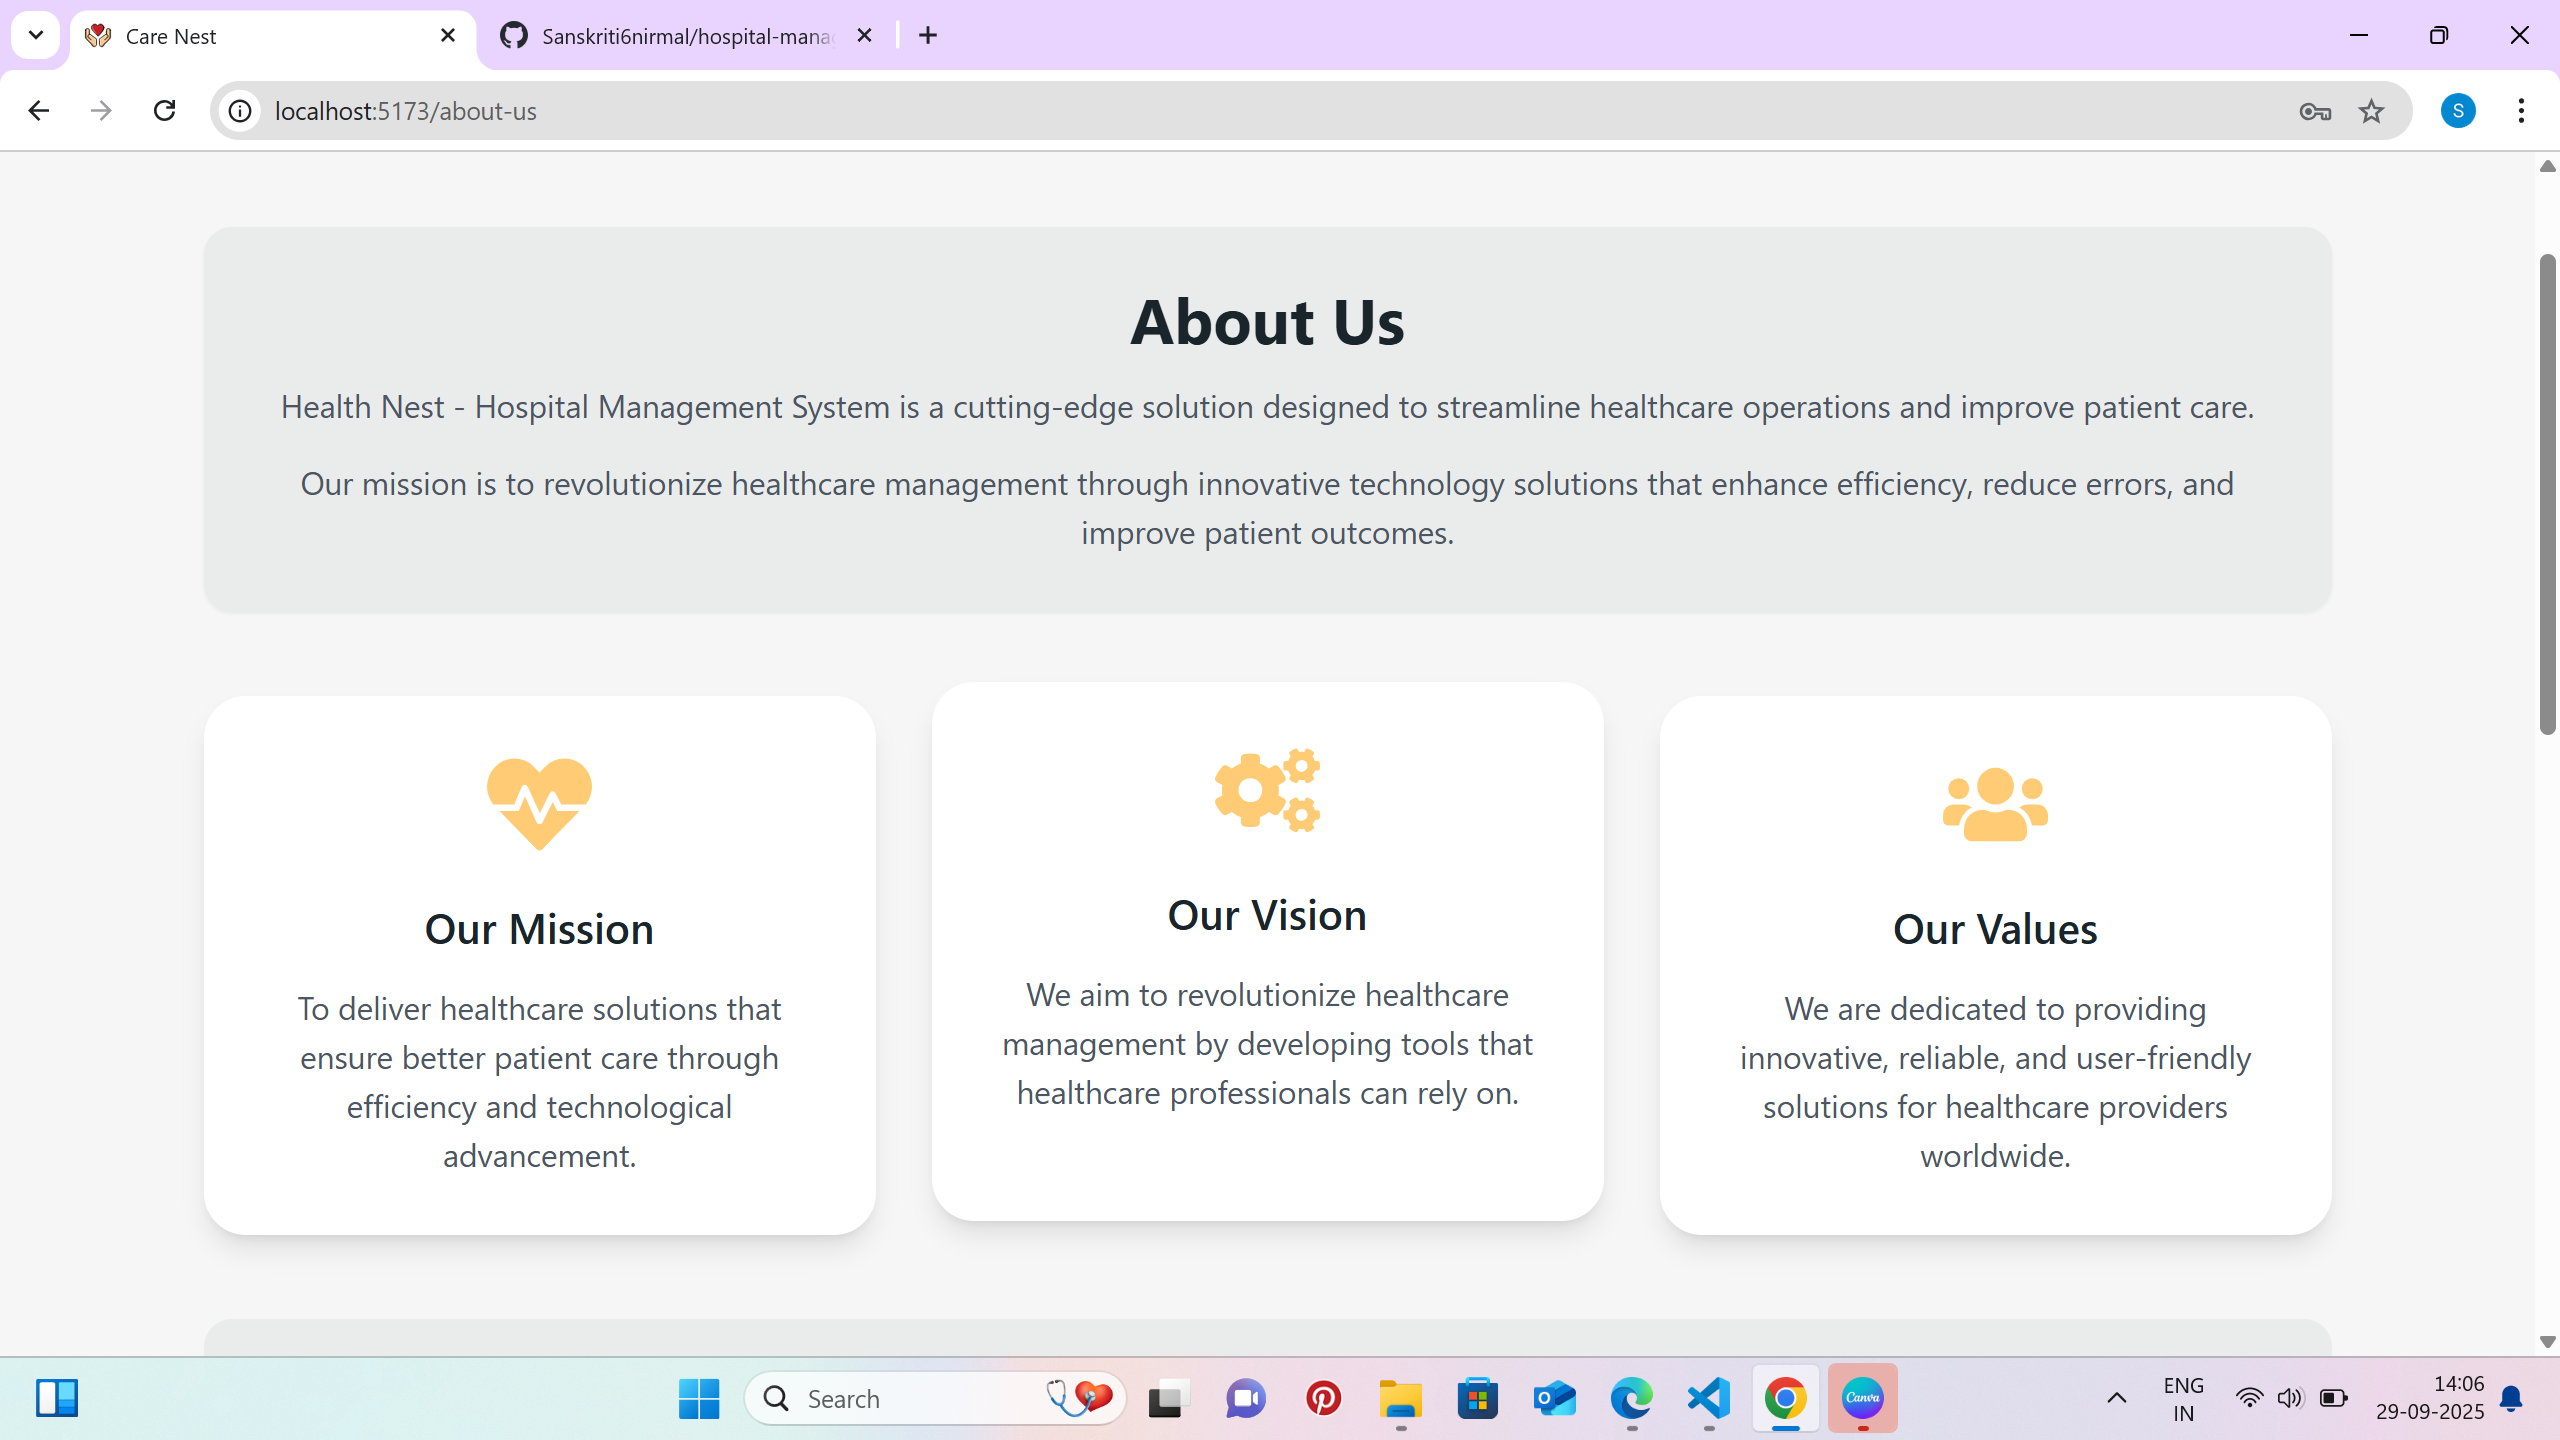 Care Nest
Sanskriti6nirmal/hospital-mana
localhost:5173/about-us
S
About Us
Health Nest - Hospital Management System is a cutting-edge solution designed to streamline healthcare operations and improve patient care.
Our mission is to revolutionize healthcare management through innovative technology solutions that enhance efficiency, reduce errors, and
improve patient outcomes.
Our Mission
To deliver healthcare solutions that
ensure better patient care through
efficiency and technological
advancement.
Our Vision
We aim to revolutionize healthcare
management by developing tools that
healthcare professionals can rely on.
Our Values
We are dedicated to providing
innovative, reliable, and user-friendly
solutions for healthcare providers
worldwide.
Search
Canva
ENG
IN
14:06
29-09-2025